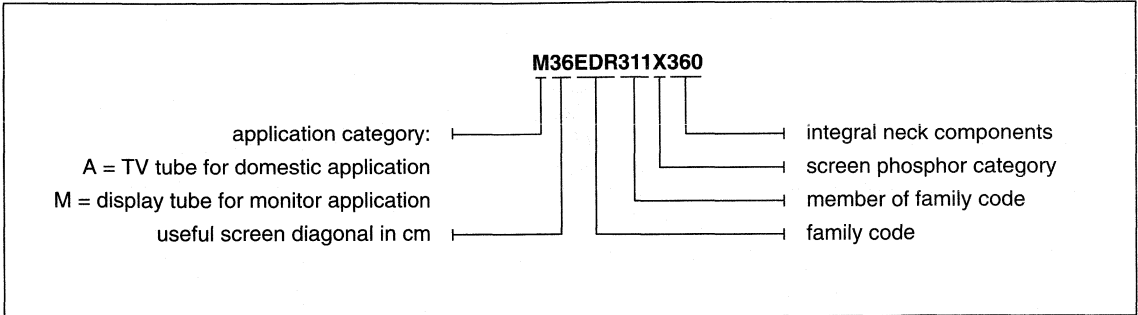 M36EDR311X360
application category:
A = TV tube for domestic application
M = display tube for monitor application
useful screen diagonal in cm
integral neck components
screen phosphor category
member of family code
family code